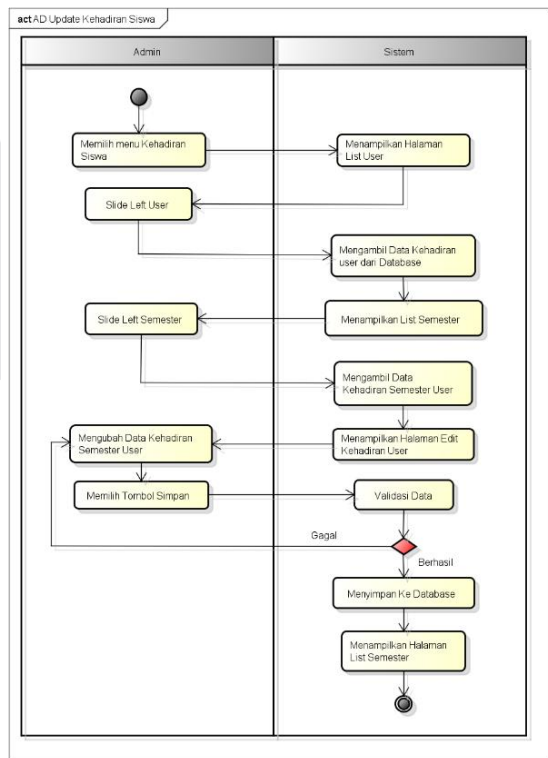 act AD Update Kehadiran Siswa
Admin
Sistem
Memilih menu Kehadiran
Siswa
Menampilkan Halaman
List User
Slide Left User
Mengambil Data Kehadiran
user dari Database
Slide Left Semester
Menampilkan List Semester
Mengambil Data
Kehadiran Semester User
Mengubah Data Kehadiran
Semester User
Menampilkan Halaman Edit
Kehadiran User
Memilih Tombol Simpan
Validasi Data
Gagal
Berhasil
Menyimpan Ke Database
Menampilkan Halaman
List Semester